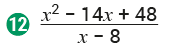 12 x² − 14x + 48
x − 8